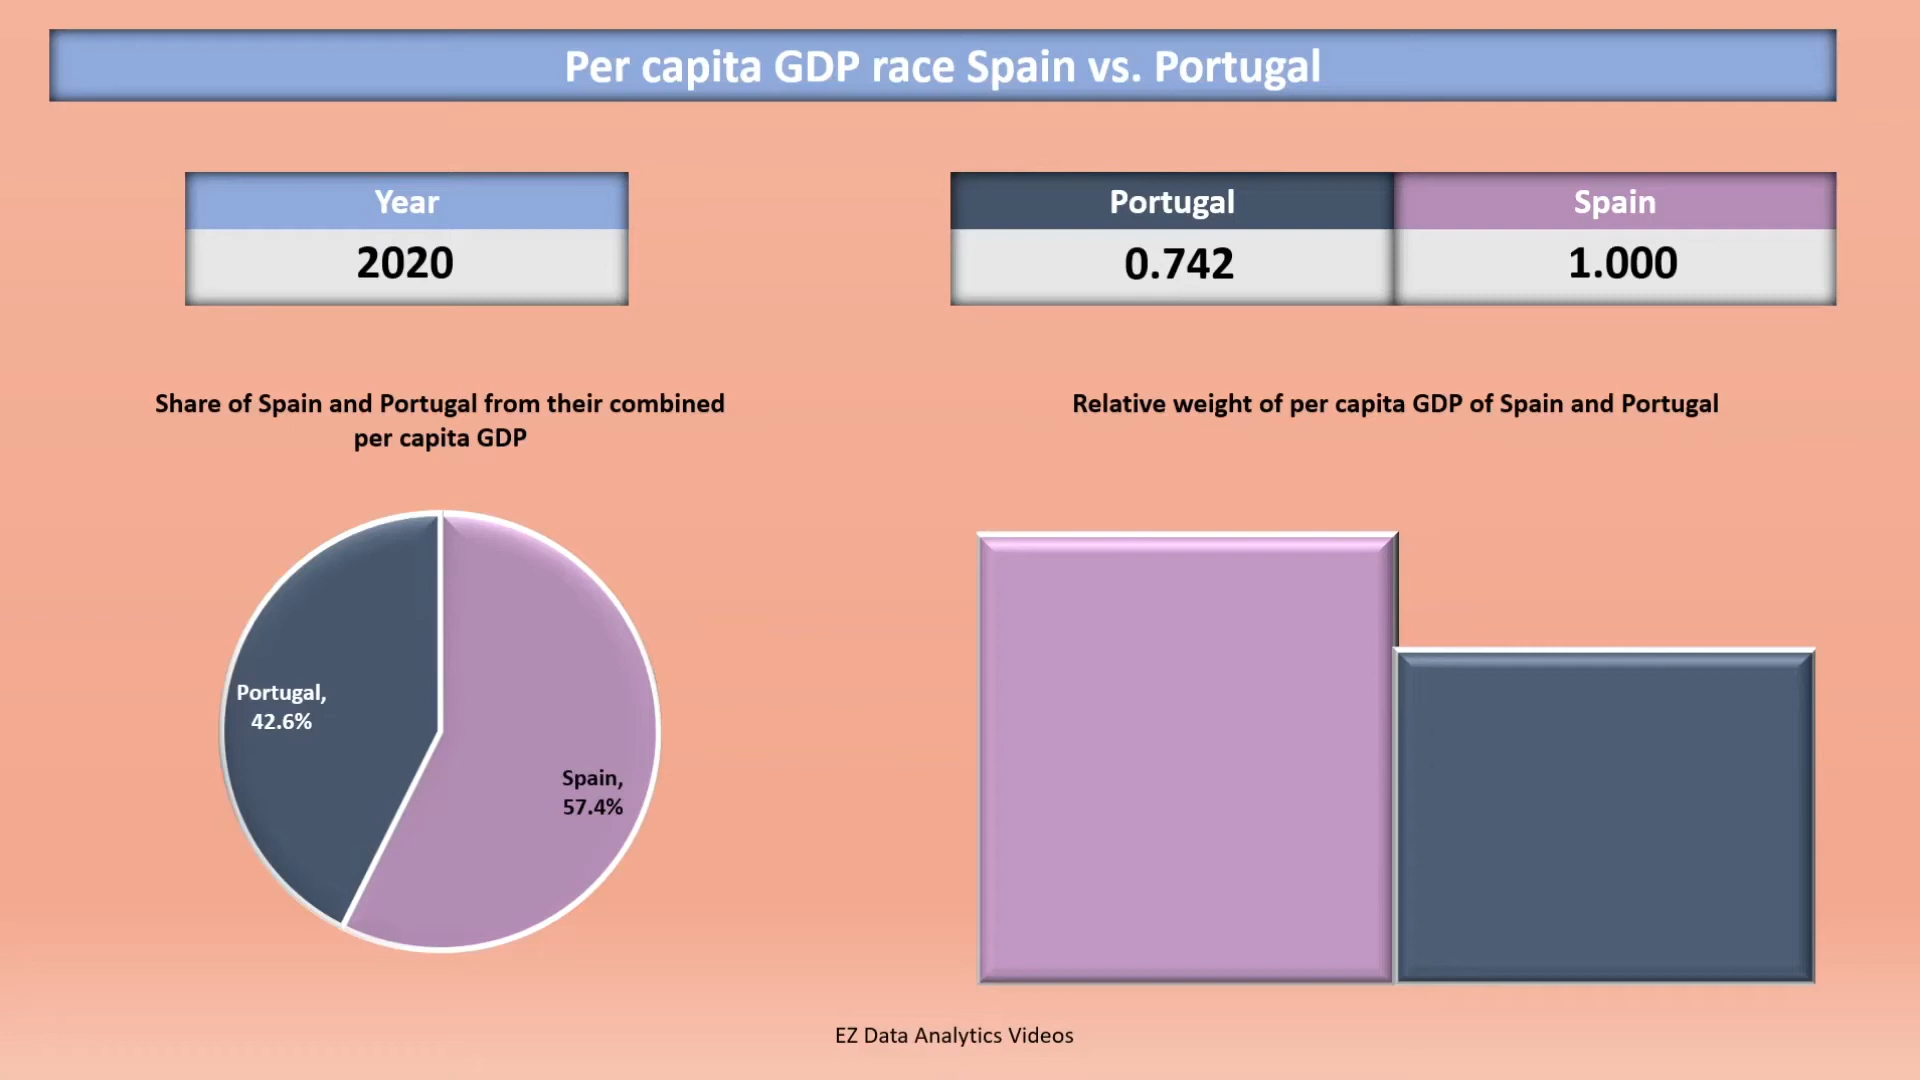 Per capita GDP race Spain vs. Portugal
Year
2020
Portugal
Spain
0.742
1.000
Share of Spain and Portugal from their combined
per capita GDP
Relative weight of per capita GDP of Spain and Portugal
Portugal,
42.6%
Spain,
57.4%
EZ Data Analytics Videos